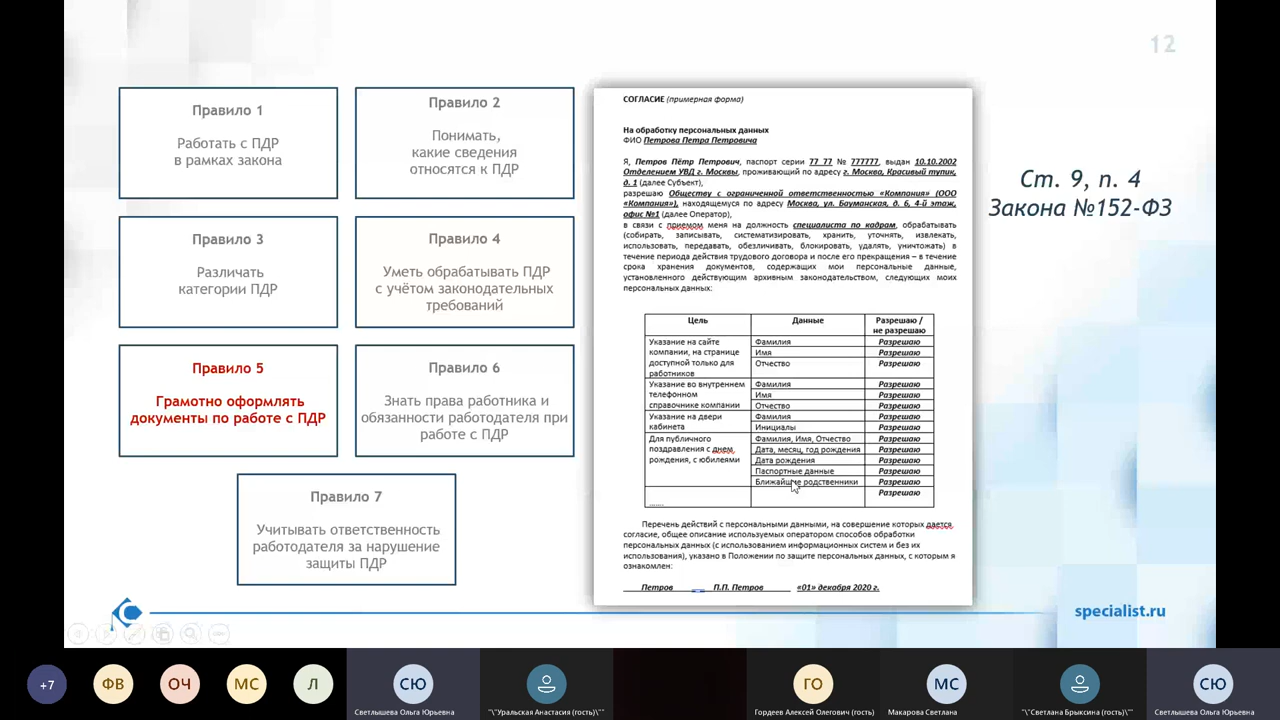 12
Правило 1
Работать с ПДР
в рамках закона
Правило 2
Понимать,
какие сведения
относятся к ПДР
Правило 3
Различать
категории ПДР
Правило 4
Уметь обрабатывать ПДР
с учётом законодательных
требований
Правило 5
Грамотно оформлять
документы по работе с ПДР
Правило 6
Знать права работника и
обязанности работодателя при
работе с ПДР
Правило 7
Учитывать ответственность
работодателя за нарушение
защиты ПДР
СОГЛАСИЕ (примерная форма)
На обработку персональных данных
ФИО Петрова Петра Петровича
Я, Петров Пётр Петрович, паспорт серии 77 77 № 777777, выдан 10.10.2002
Отделением УВД г. Москвы, проживающий по адресу г. Москва, Красивый тупик,
д. 1 (далее Субъект),
разрешаю Обществу с ограниченной ответственностью «Компания» (ООО
«Компания»), находящемуся по адресу Москва, ул. Бауманская, д. 6, 4-й этаж,
офис №1 (далее Оператор),
в связи с приемом меня на должность специалиста по кадрам, обрабатывать
(собирать, записывать, систематизировать, хранить, уточнять, извлекать,
использовать, передавать, обезличивать, блокировать, удалять, уничтожать) в
течение периода действия трудового договора и после его прекращения – в течение
срока хранения документов, содержащих мои персональные данные,
установленного действующим архивным законодательством, следующих моих
персональных данных:
Цель Данные Разрешаю /
не разрешаю
Указание на сайте Фамилия Разрешаю
компании, на странице Имя Разрешаю
доступной только для Отчество Разрешаю
работников
Указание во внутреннем Фамилия Разрешаю
телефонном Имя Разрешаю
справочнике компании Отчество Разрешаю
Указание на двери Фамилия Разрешаю
кабинета Инициалы Разрешаю
Для публичного Фамилия, Имя, Отчество Разрешаю
поздравления с днем Дата, месяц, год рождения Разрешаю
рождения, с юбилеями Дата рождения Разрешаю
Паспортные данные Разрешаю
Ближайшие родственники Разрешаю
Разрешаю
.......
Перечень действий с персональными данными, на совершение которых дается
согласие, общее описание используемых оператором способов обработки
персональных данных (с использованием информационных систем и без их
использования), указано в Положении по защите персональных данных, с которым я
ознакомлен:
Петров П.П. Петров «01» декабря 2020 г.
Ст. 9, п. 4
Закона №152-ФЗ
specialist.ru
+7 ФВ ОЧ МС Л СЮ ГО МС СЮ
Светлышева Ольга Юрьевна "\"Уральская Анастасия (гость)\"" Гордеев Алексей Олегович (гость) Макарова Светлана "\"Светлана Брыксина (гость)\"" Светлышева Ольга Юрьевна